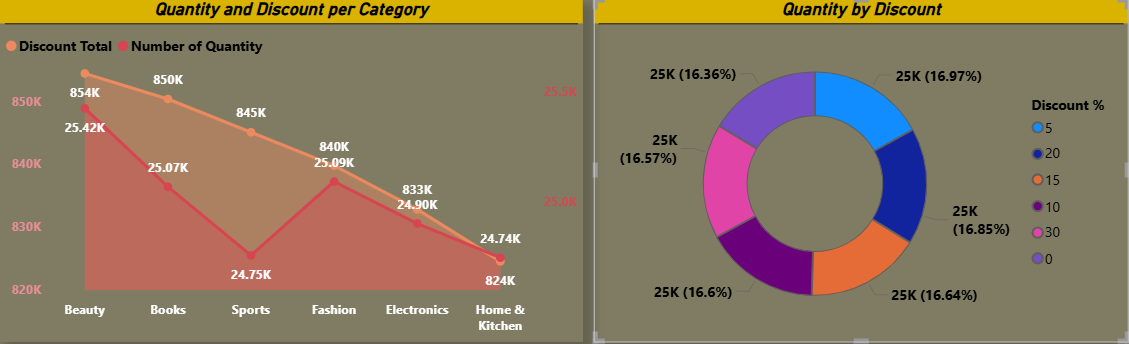 Quantity and Discount per Category
Discount Total Number of Quantity
850K
840K
830K
820K
854K
850K
845K
840K
833K
824K
25.42K
25.07K
24.75K
25.09K
24.90K
24.74K
25.5K
25.0K
Beauty
Books
Sports
Fashion
Electronics
Home &
Kitchen
Quantity by Discount
25K (16.36%)
25K (16.97%)
25K
(16.57%)
25K
(16.85%)
25K (16.6%)
25K (16.64%)
Discount %
5
20
15
10
30
0